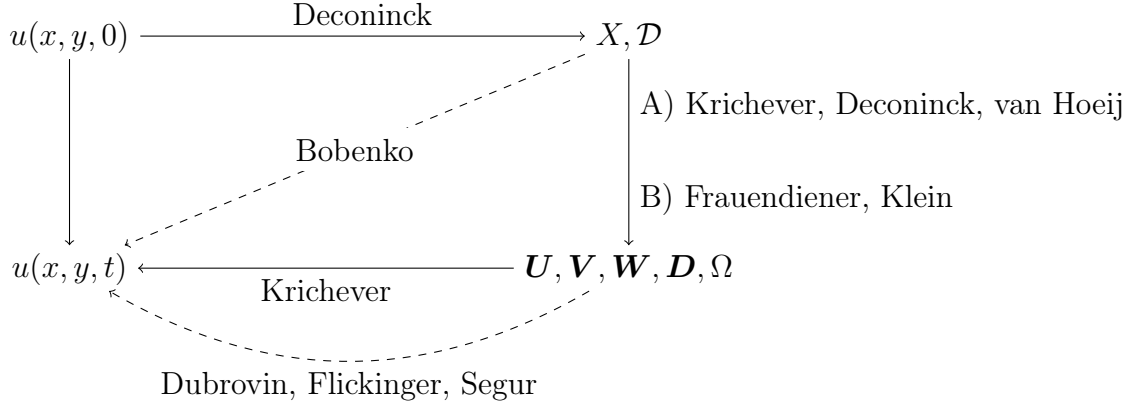 Deconinck
u(x, y, 0)
X, 𝒟
A) Krichever, Deconinck, van Hoeij
Bobenko
B) Frauendiener, Klein
u(x, y, t)
U, V, W, D, Ω
Krichever
Dubrovin, Flickinger, Segur